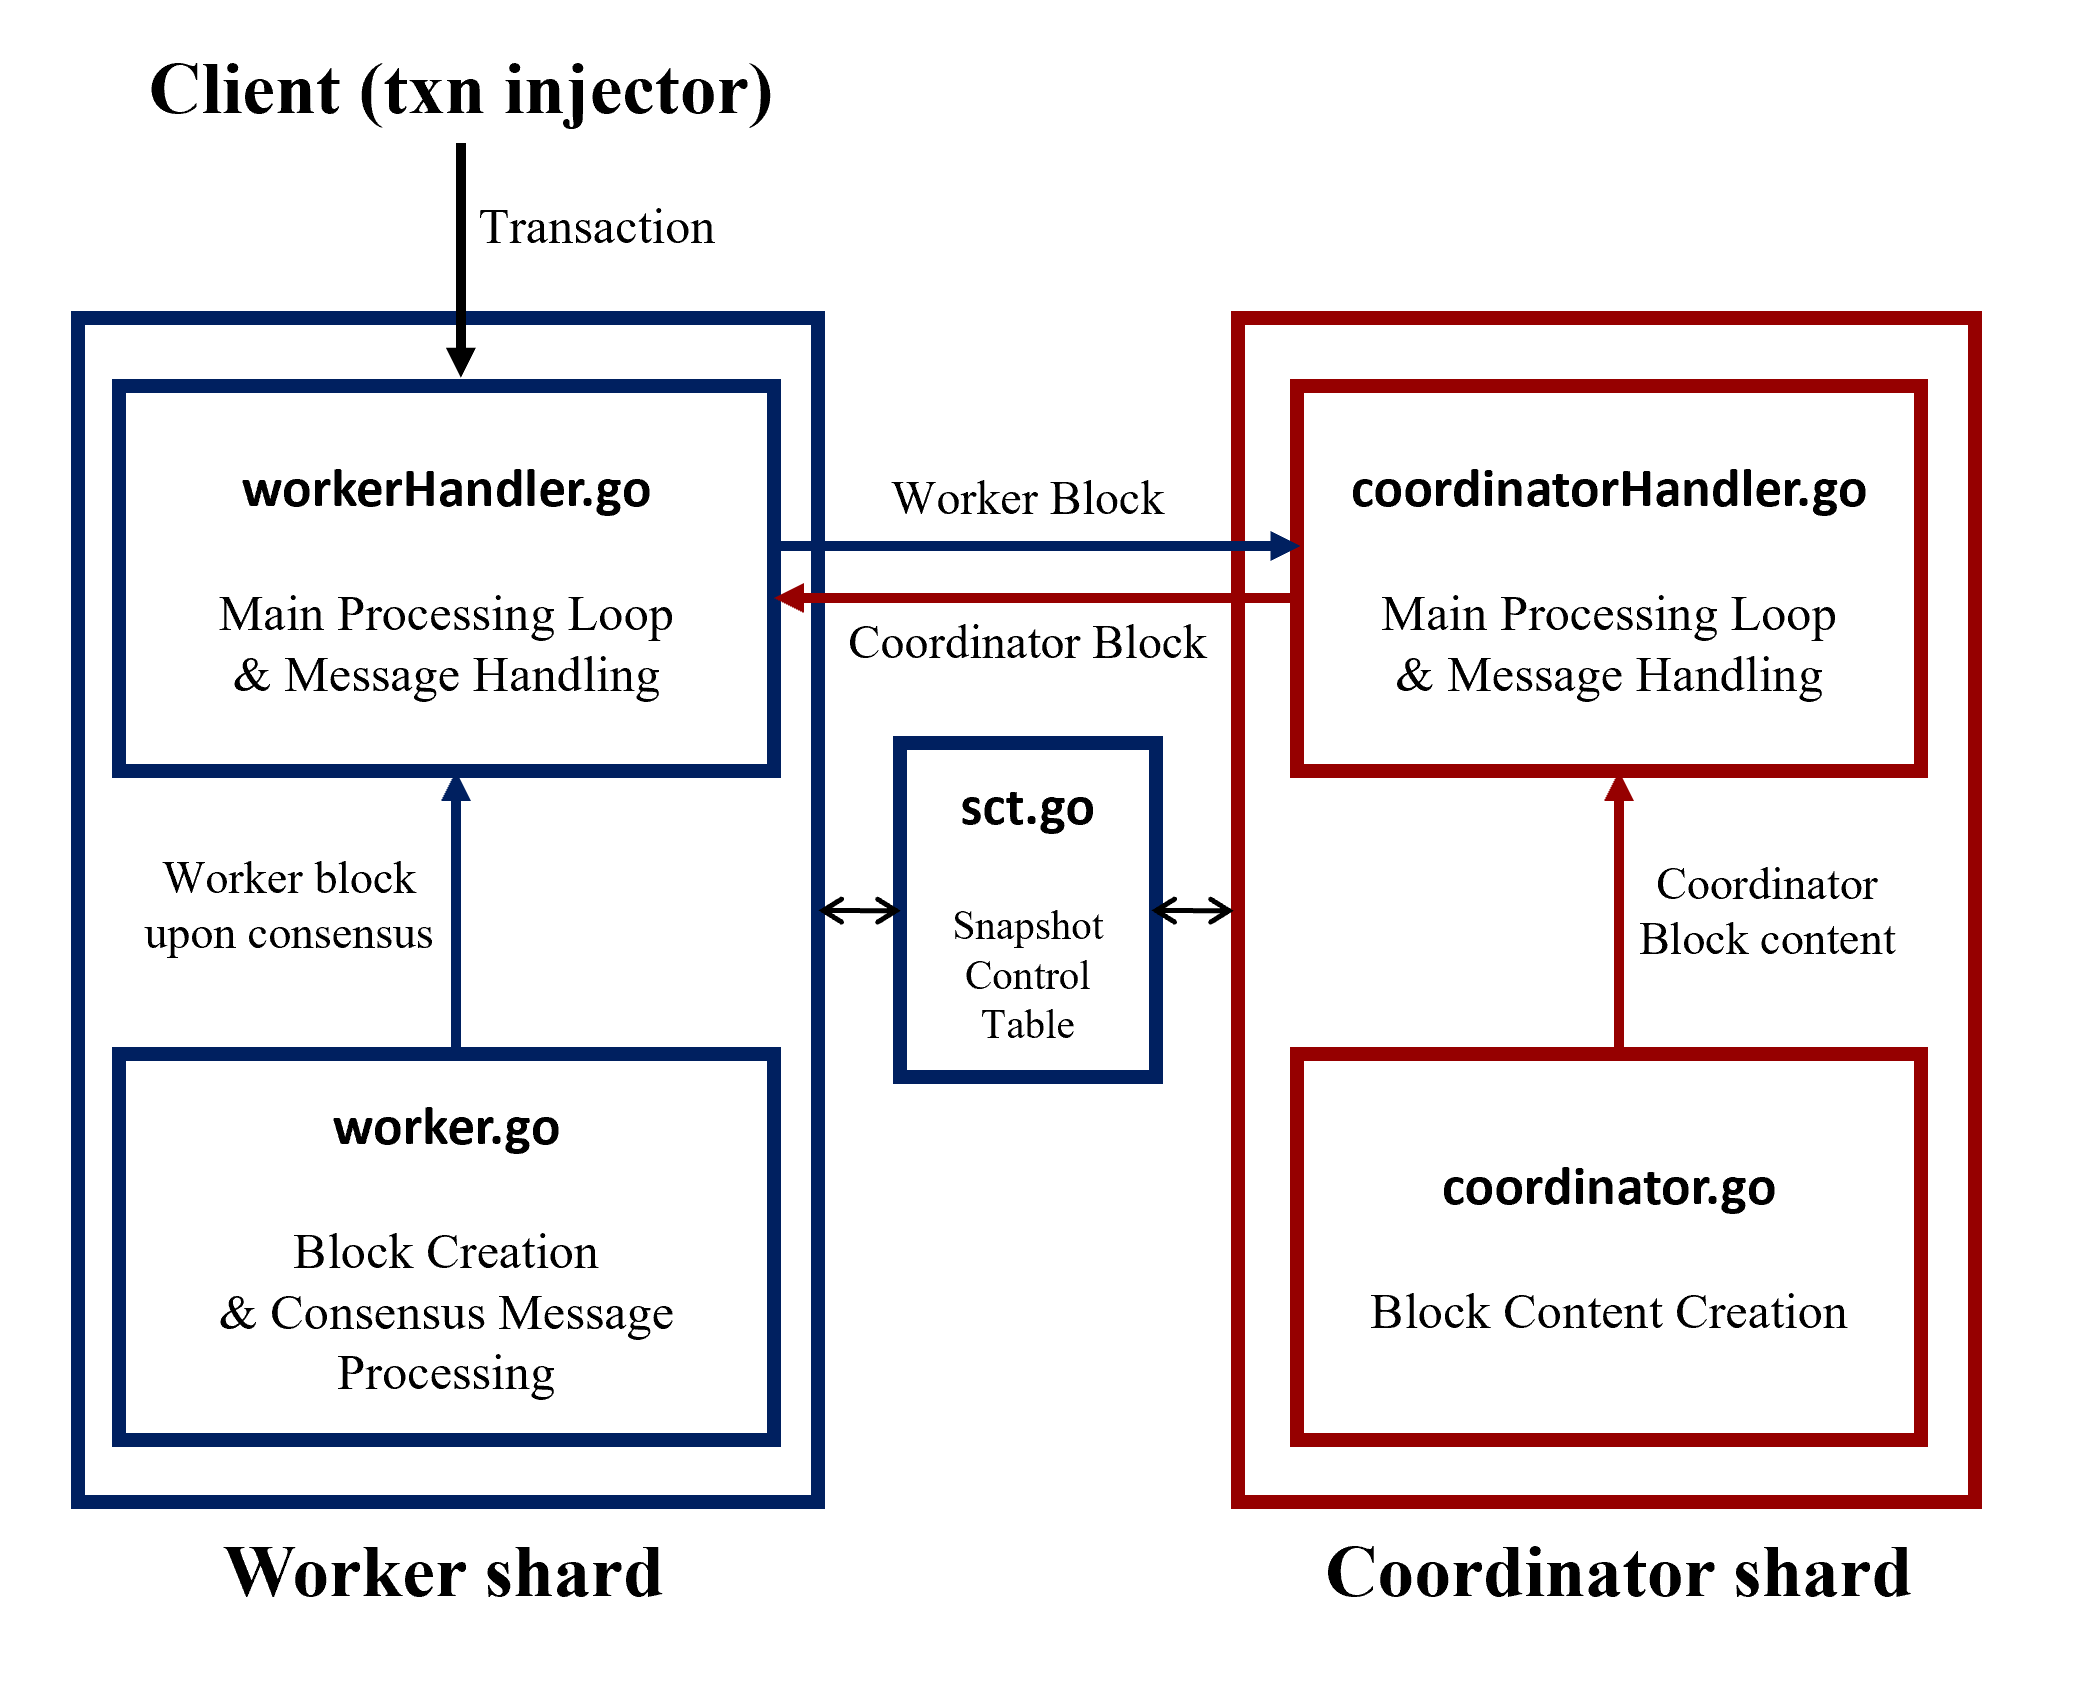 Client (txn injector)
Transaction
workerHandler.go
Main Processing Loop
& Message Handling
Worker Block
Coordinator Block
coordinatorHandler.go
Main Processing Loop
& Message Handling
sct.go
Snapshot
Control
Table
Worker block
upon consensus
Coordinator
Block content
worker.go
Block Creation
& Consensus Message
Processing
coordinator.go
Block Content Creation
Worker shard
Coordinator shard